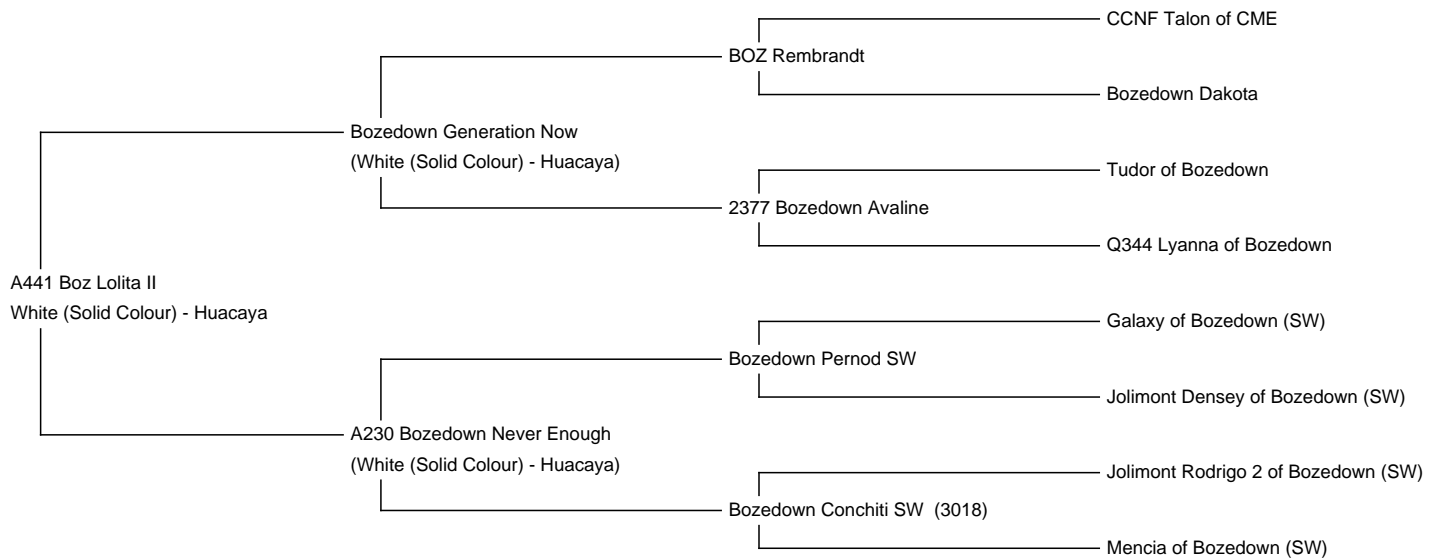 CCNF Talon of CME
BOZ Rembrandt
Bozedown Dakota
Bozedown Generation Now
(White (Solid Colour) - Huacaya)
Tudor of Bozedown
2377 Bozedown Avaline
Q344 Lyanna of Bozedown
A441 Boz Lolita II
White (Solid Colour) - Huacaya
Galaxy of Bozedown (SW)
Bozedown Pernod SW
Jolimont Densey of Bozedown (SW)
A230 Bozedown Never Enough
(White (Solid Colour) - Huacaya)
Jolimont Rodrigo 2 of Bozedown (SW)
Bozedown Conchiti SW  (3018)
Mencia of Bozedown (SW)